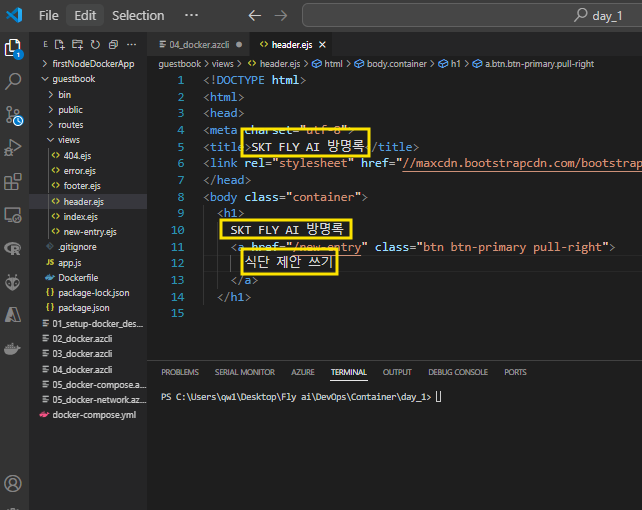 File Edit Selection ··· day_1
04_docker.azcli header.ejs
guestbook > views > header.ejs > html > body.container > h1 > a.btn.btn-primary.pull-right
firstNodeDockerApp
guestbook
bin
public
routes
views
404.ejs
error.ejs
footer.ejs
header.ejs
index.ejs
new-entry.ejs
.gitignore
app.js
Dockerfile
package-lock.json
package.json
01_setup-docker_des...
02_docker.azcli
03_docker.azcli
04_docker.azcli
05_docker-compose.a...
05_docker-network.az...
docker-compose.yml
1 <!DOCTYPE html>
2 <html>
3 <head>
4 <meta charset="utf-8">
5 <title>SKT FLY AI 방명록</title>
6 <link rel="stylesheet" href="//maxcdn.bootstrapcdn.com/bootstrap
7 </head>
8 <body class="container">
9 <h1>
10 SKT FLY AI 방명록
11 <a href="/new-entry" class="btn btn-primary pull-right">
12 식단 제안 쓰기
13 </a>
14 </h1>
15
PROBLEMS SERIAL MONITOR AZURE TERMINAL OUTPUT DEBUG CONSOLE PORTS
PS C:\Users\qw1\Desktop\Fly ai\DevOps\Container\day_1>